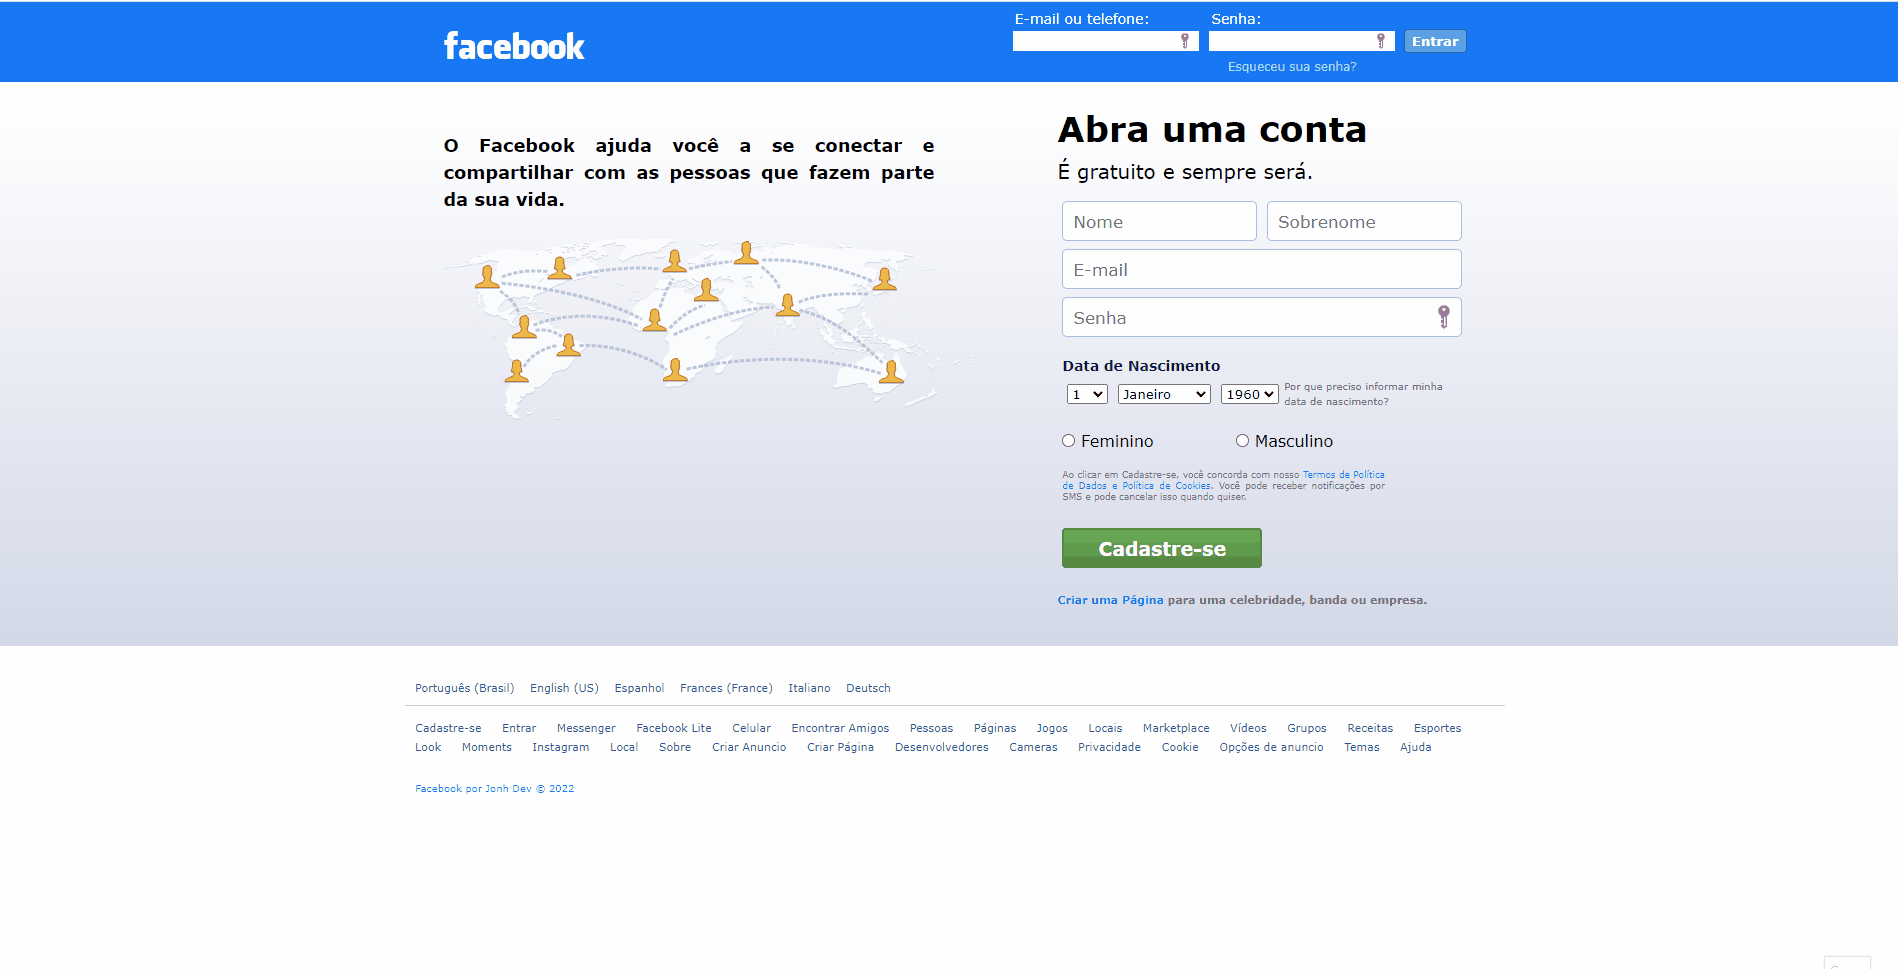 facebook
E-mail ou telefone:
Senha:
Entrar
Esqueceu sua senha?
O Facebook ajuda você a se conectar e
compartilhar com as pessoas que fazem parte
da sua vida.
Abra uma conta
É gratuito e sempre será.
Nome
Sobrenome
E-mail
Senha
Data de Nascimento
1
Janeiro
1960
Por que preciso informar minha
data de nascimento?
Feminino
Masculino
Ao clicar em Cadastre-se, você concorda com nosso Termos de Política
de Dados e Política de Cookies. Você pode receber notificações por
SMS e pode cancelar isso quando quiser.
Cadastre-se
Criar uma Página para uma celebridade, banda ou empresa.
Português (Brasil) English (US) Espanhol Frances (France) Italiano Deutsch
Cadastre-se Entrar Messenger Facebook Lite Celular Encontrar Amigos Pessoas Páginas Jogos Locais Marketplace Vídeos Grupos Receitas Esportes
Look Moments Instagram Local Sobre Criar Anuncio Criar Página Desenvolvedores Cameras Privacidade Cookie Opções de anuncio Temas Ajuda
Facebook por Jonh Dev © 2022